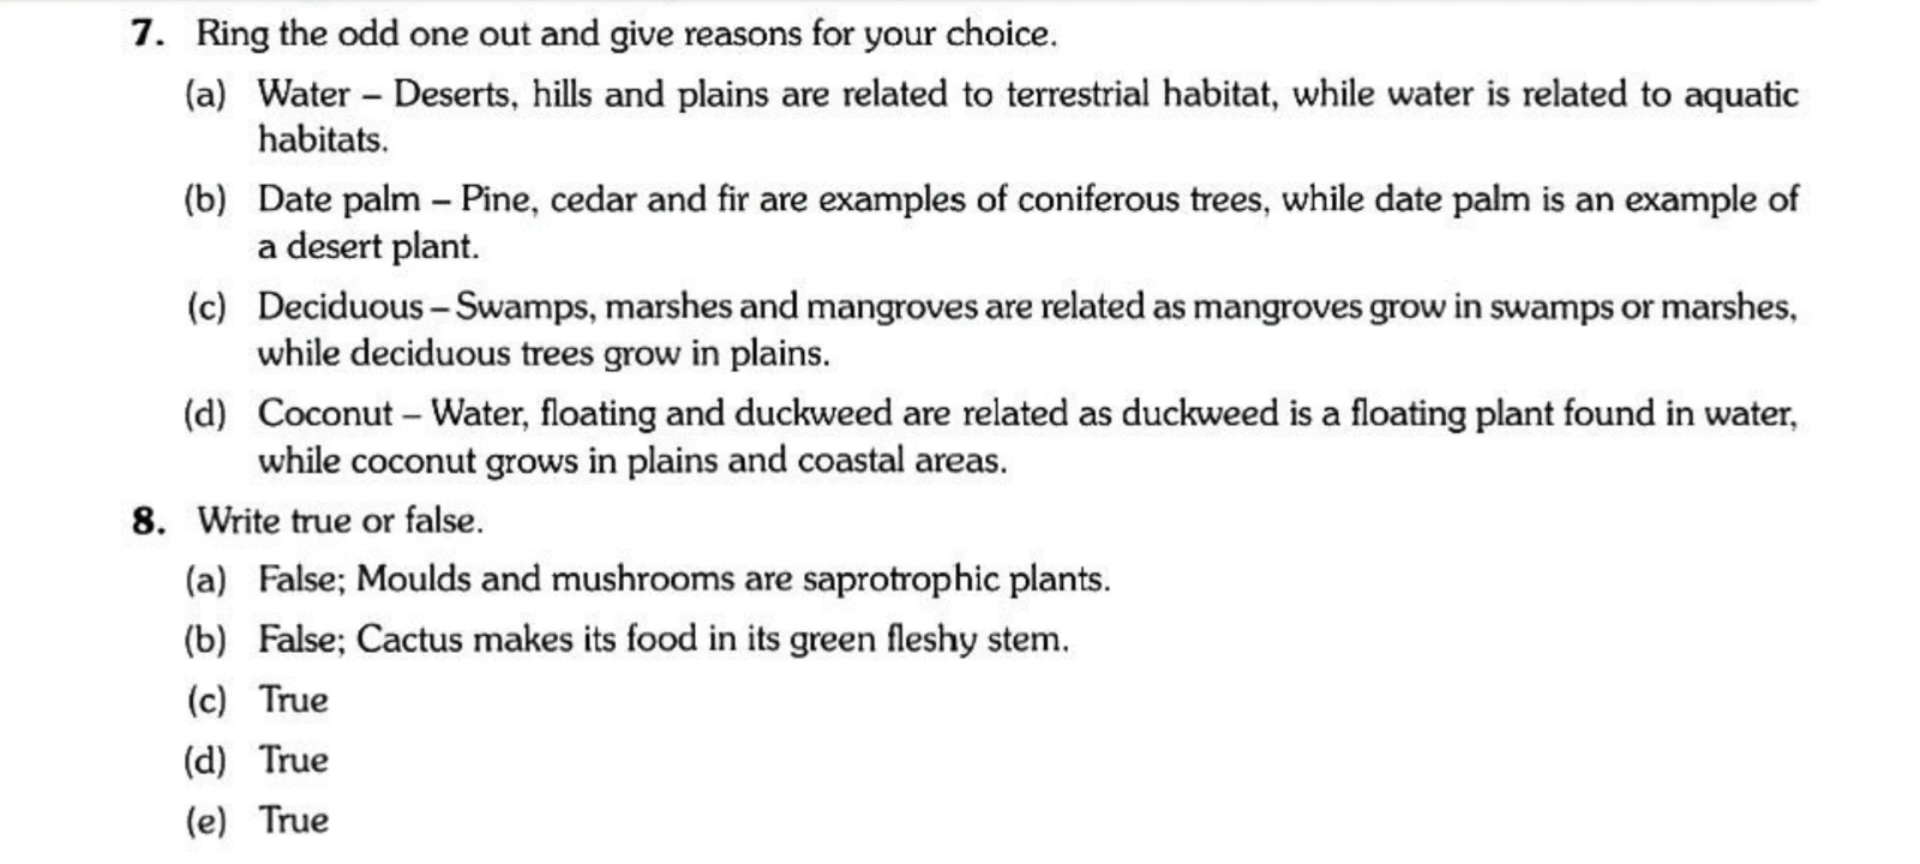 7. Ring the odd one out and give reasons for your choice.
(a) Water – Deserts, hills and plains are related to terrestrial habitat, while water is related to aquatic
habitats.
(b) Date palm – Pine, cedar and fir are examples of coniferous trees, while date palm is an example of
a desert plant.
(c) Deciduous – Swamps, marshes and mangroves are related as mangroves grow in swamps or marshes,
while deciduous trees grow in plains.
(d) Coconut – Water, floating and duckweed are related as duckweed is a floating plant found in water,
while coconut grows in plains and coastal areas.
8. Write true or false.
(a) False; Moulds and mushrooms are saprotrophic plants.
(b) False; Cactus makes its food in its green fleshy stem.
(c) True
(d) True
(e) True